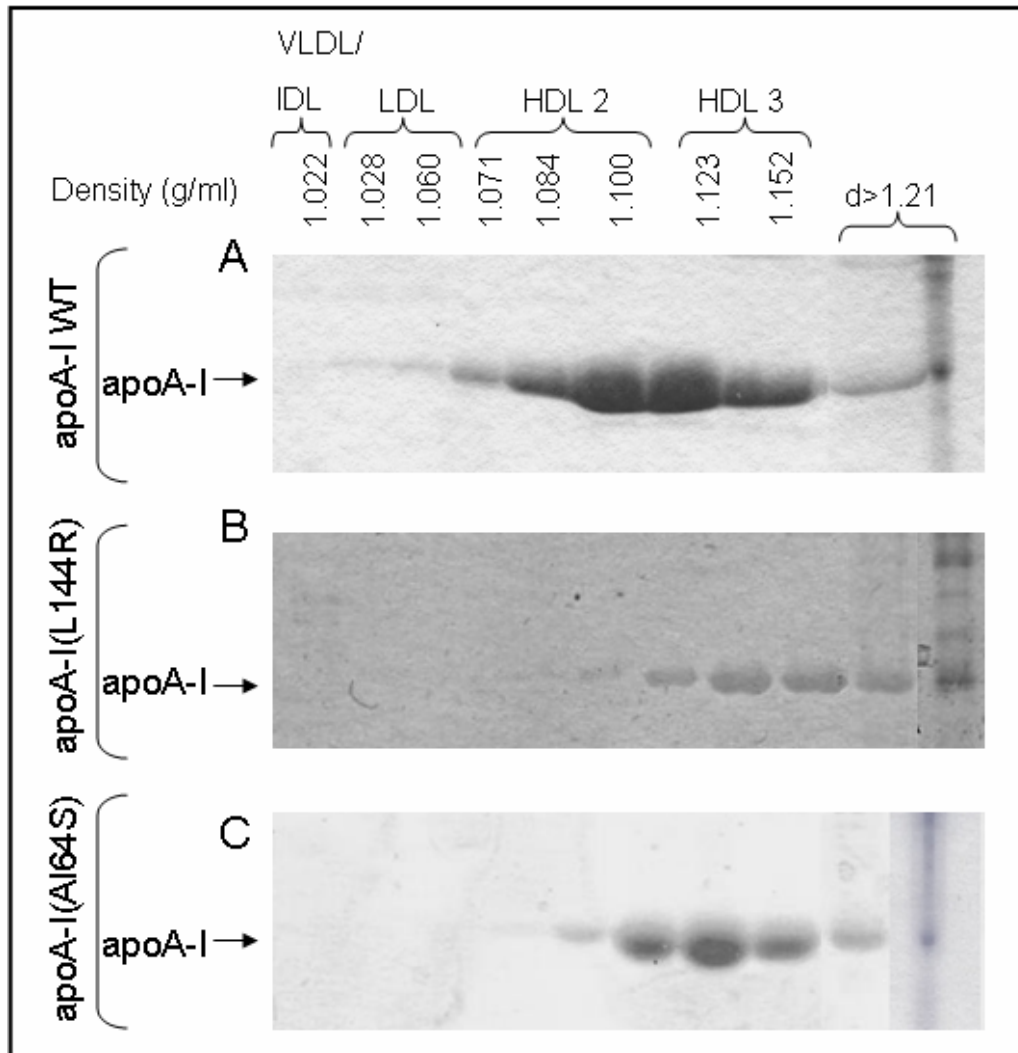 VLDL/
IDL LDL HDL 2 HDL 3
Density (g/ml) 1.022 1.028 1.060 1.071 1.084 1.100 1.123 1.152 d>1.21
A
apoA-I WT
apoA-I
B
apoA-I(L144R)
apoA-I
C
apoA-I(AI64S)
apoA-I